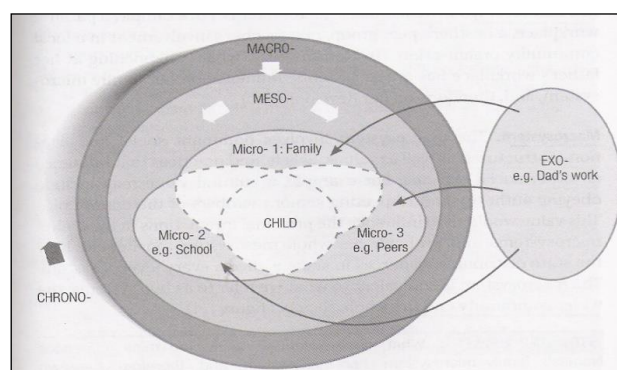 MACRO-
MESO-
Micro- 1: Family
EXO-
e.g. Dad's work
CHILD
Micro- 2
e.g. School
Micro- 3
e.g. Peers
CHRONO-